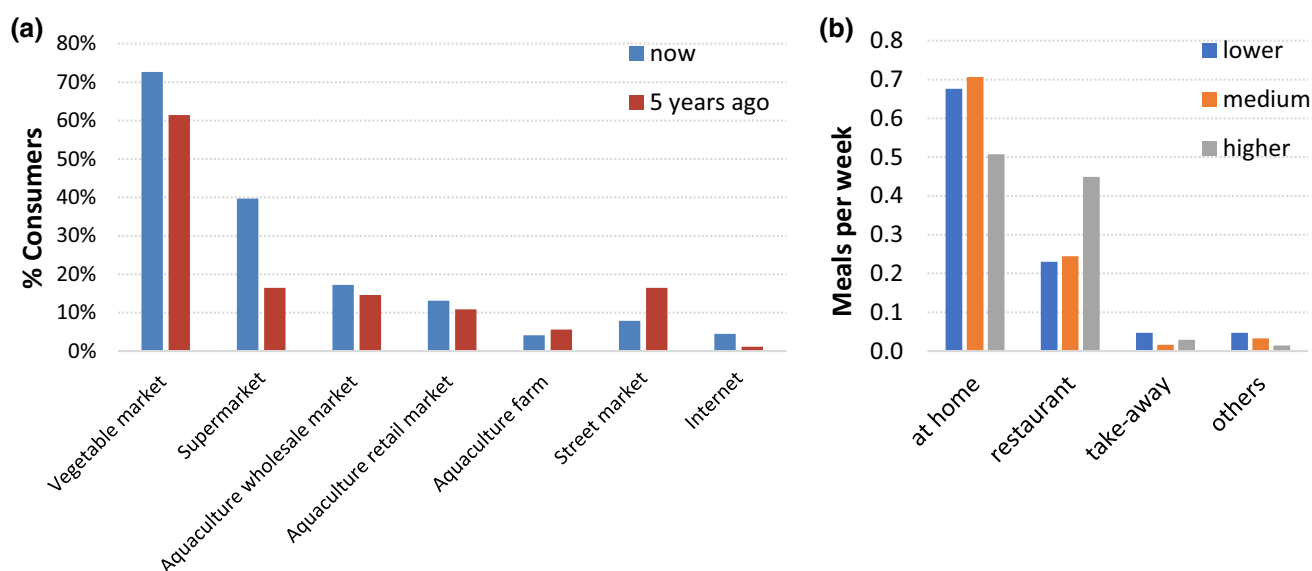 (a)
% Consumers
80%
70%
60%
50%
40%
30%
20%
10%
0%
now
5 years ago
Vegetable market
Supermarket
Aquaculture wholesale market
Aquaculture retail market
Aquaculture farm
Street market
Internet
(b)
Meals per week
0.8
0.7
0.6
0.5
0.4
0.3
0.2
0.1
0.0
lower
medium
higher
at home
restaurant
take-away
others